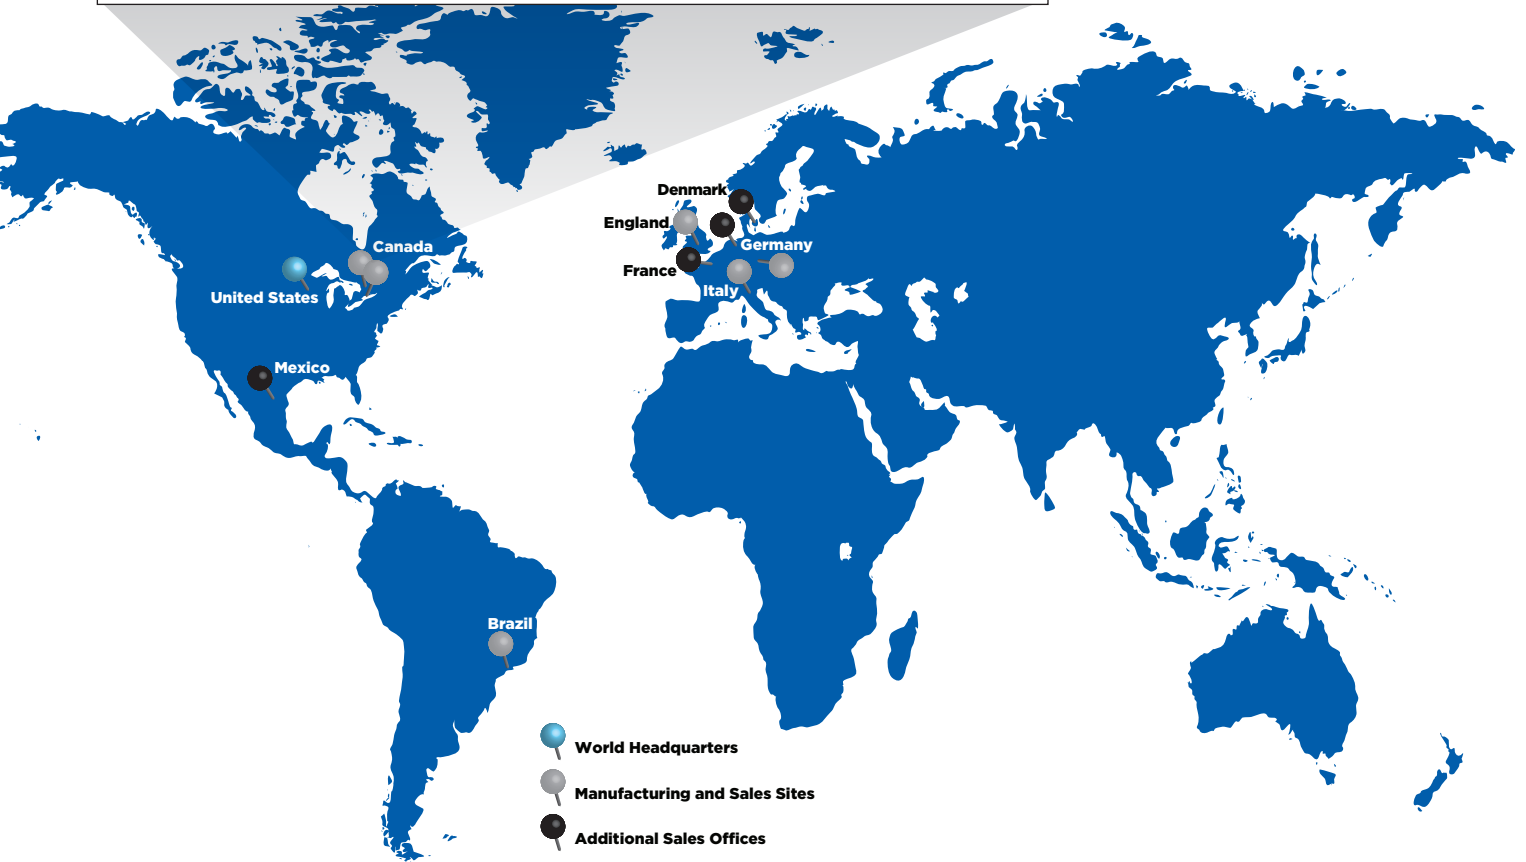 Denmark
England
Canada
Germany
France
United States
Italy
Mexico
Brazil
World Headquarters
Manufacturing and Sales Sites
Additional Sales Offices